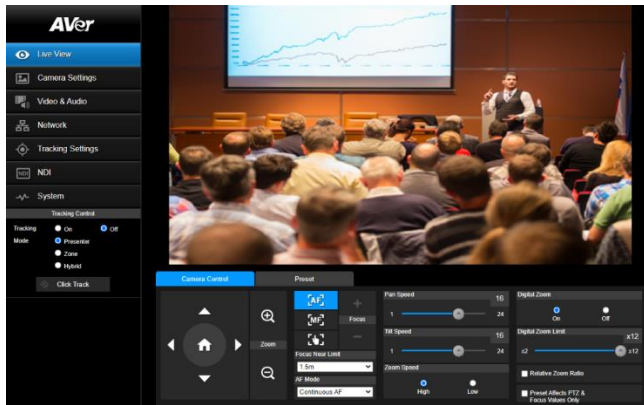 AVer
Live View
Camera Settings
Video & Audio
Network
Tracking Settings
NDI
NDI
System
Tracking Control
Tracking On Off
Mode Presenter
Zone
Hybrid
Click Track
Camera Control Preset
AF
MF
Focus
Zoom
Focus Near Limit
1.5m
AF Mode
Continuous AF
Pan Speed 16
1 24
Tilt Speed 16
1 24
Zoom Speed
High Low
Digital Zoom
On Off
Digital Zoom Limit x12
x2 x12
Relative Zoom Ratio
Preset Affects PTZ &
Focus Values Only